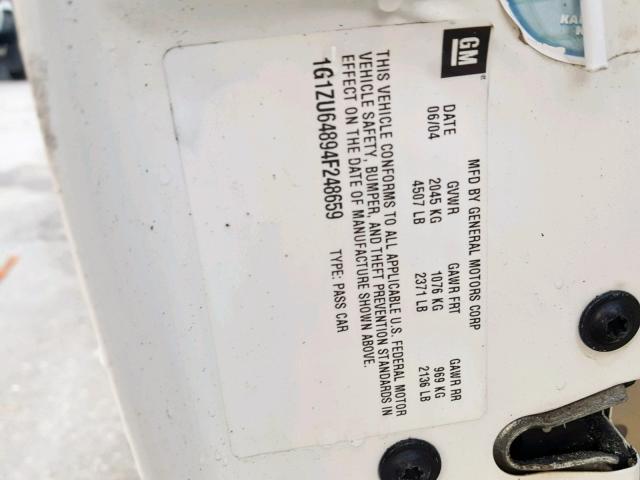 GM
MFD BY GENERAL MOTORS CORP
DATE GVWR GAWR FRT GAWR RR
06/04 2045 KG 1076 KG 969 KG
4507 LB 2371 LB 2136 LB
THIS VEHICLE CONFORMS TO ALL APPLICABLE U.S. FEDERAL MOTOR
VEHICLE SAFETY, BUMPER, AND THEFT PREVENTION STANDARDS IN
EFFECT ON THE DATE OF MANUFACTURE SHOWN ABOVE.
1G1ZU64894F248659 TYPE: PASS CAR